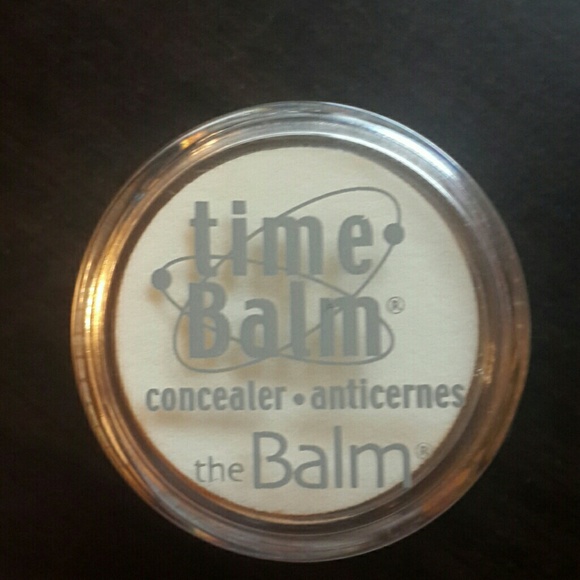 time
Balm®
concealer • anticernes
the Balm®